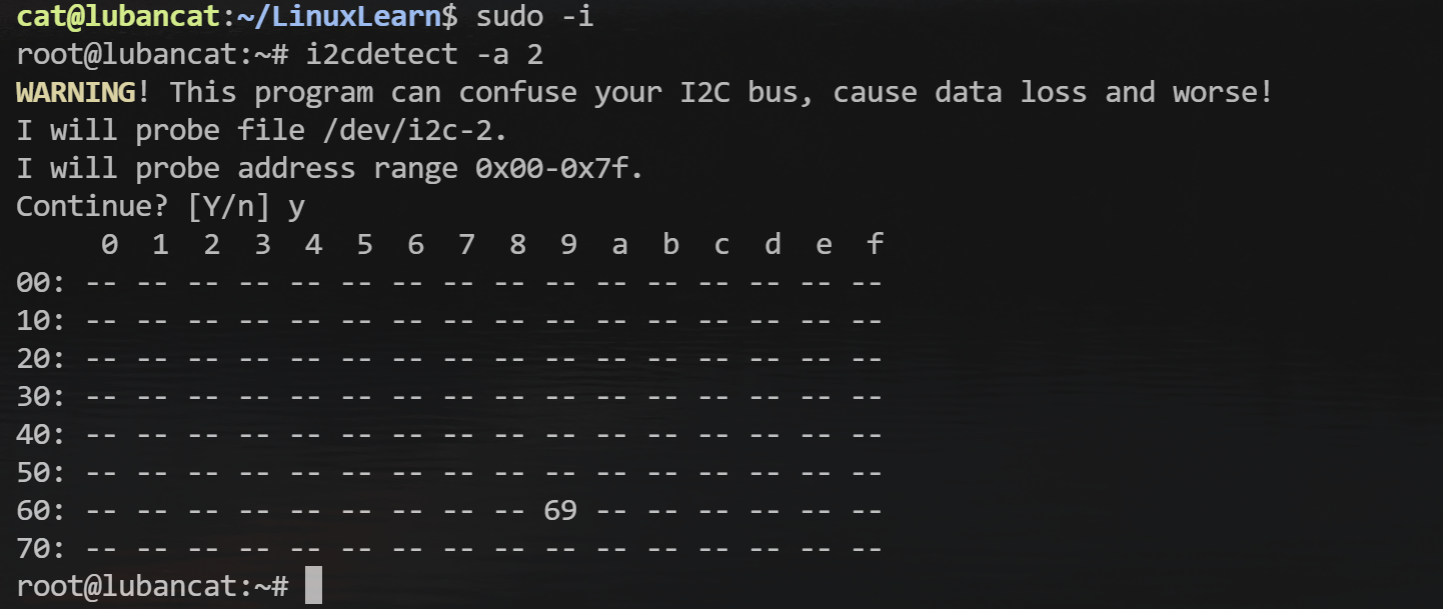 cat@lubancat:~/LinuxLearn$ sudo -i
root@lubancat:~# i2cdetect -a 2
WARNING! This program can confuse your I2C bus, cause data loss and worse!
I will probe file /dev/i2c-2.
I will probe address range 0x00-0x7f.
Continue? [Y/n] y
     0  1  2  3  4  5  6  7  8  9  a  b  c  d  e  f
00: -- -- -- -- -- -- -- -- -- -- -- -- -- -- -- --
10: -- -- -- -- -- -- -- -- -- -- -- -- -- -- -- --
20: -- -- -- -- -- -- -- -- -- -- -- -- -- -- -- --
30: -- -- -- -- -- -- -- -- -- -- -- -- -- -- -- --
40: -- -- -- -- -- -- -- -- -- -- -- -- -- -- -- --
50: -- -- -- -- -- -- -- -- -- -- -- -- -- -- -- --
60: -- -- -- -- -- -- -- -- -- 69 -- -- -- -- -- --
70: -- -- -- -- -- -- -- -- -- -- -- -- -- -- -- --
root@lubancat:~#